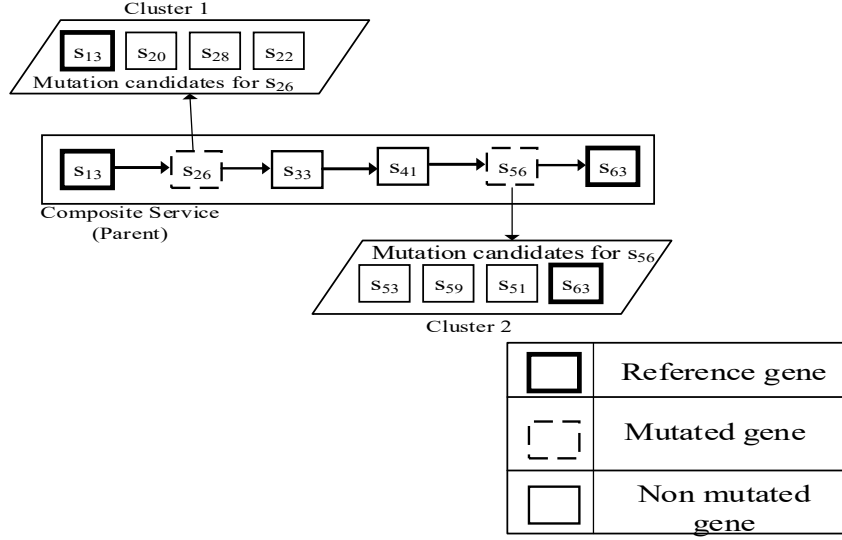 Cluster 1
s13 s20 s28 s22
Mutation candidates for s26
s13 s26 s33 s41 s56 s63
Composite Service
(Parent)
Mutation candidates for s56
s53 s59 s51 s63
Cluster 2
Reference gene
Mutated gene
Non mutated
gene